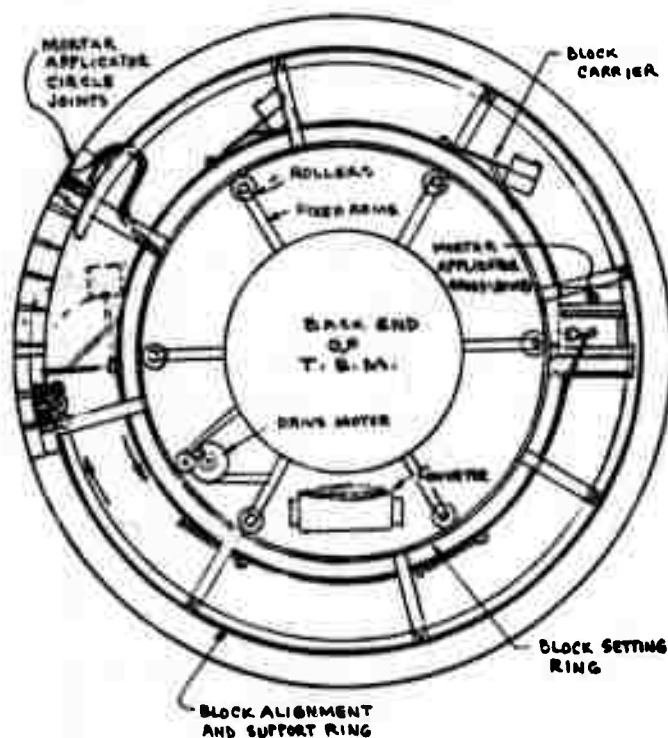 MORTAR
APPLICATOR
CIRCLE
JOINTS
BLOCK
CARRIER
ROLLERS
FIXED ARMS
MORTAR
APPLICATOR
BACK END
OF
T. B. M.
DRIVE MOTOR
BLOCK SETTING
RING
BLOCK ALIGNMENT
AND SUPPORT RING